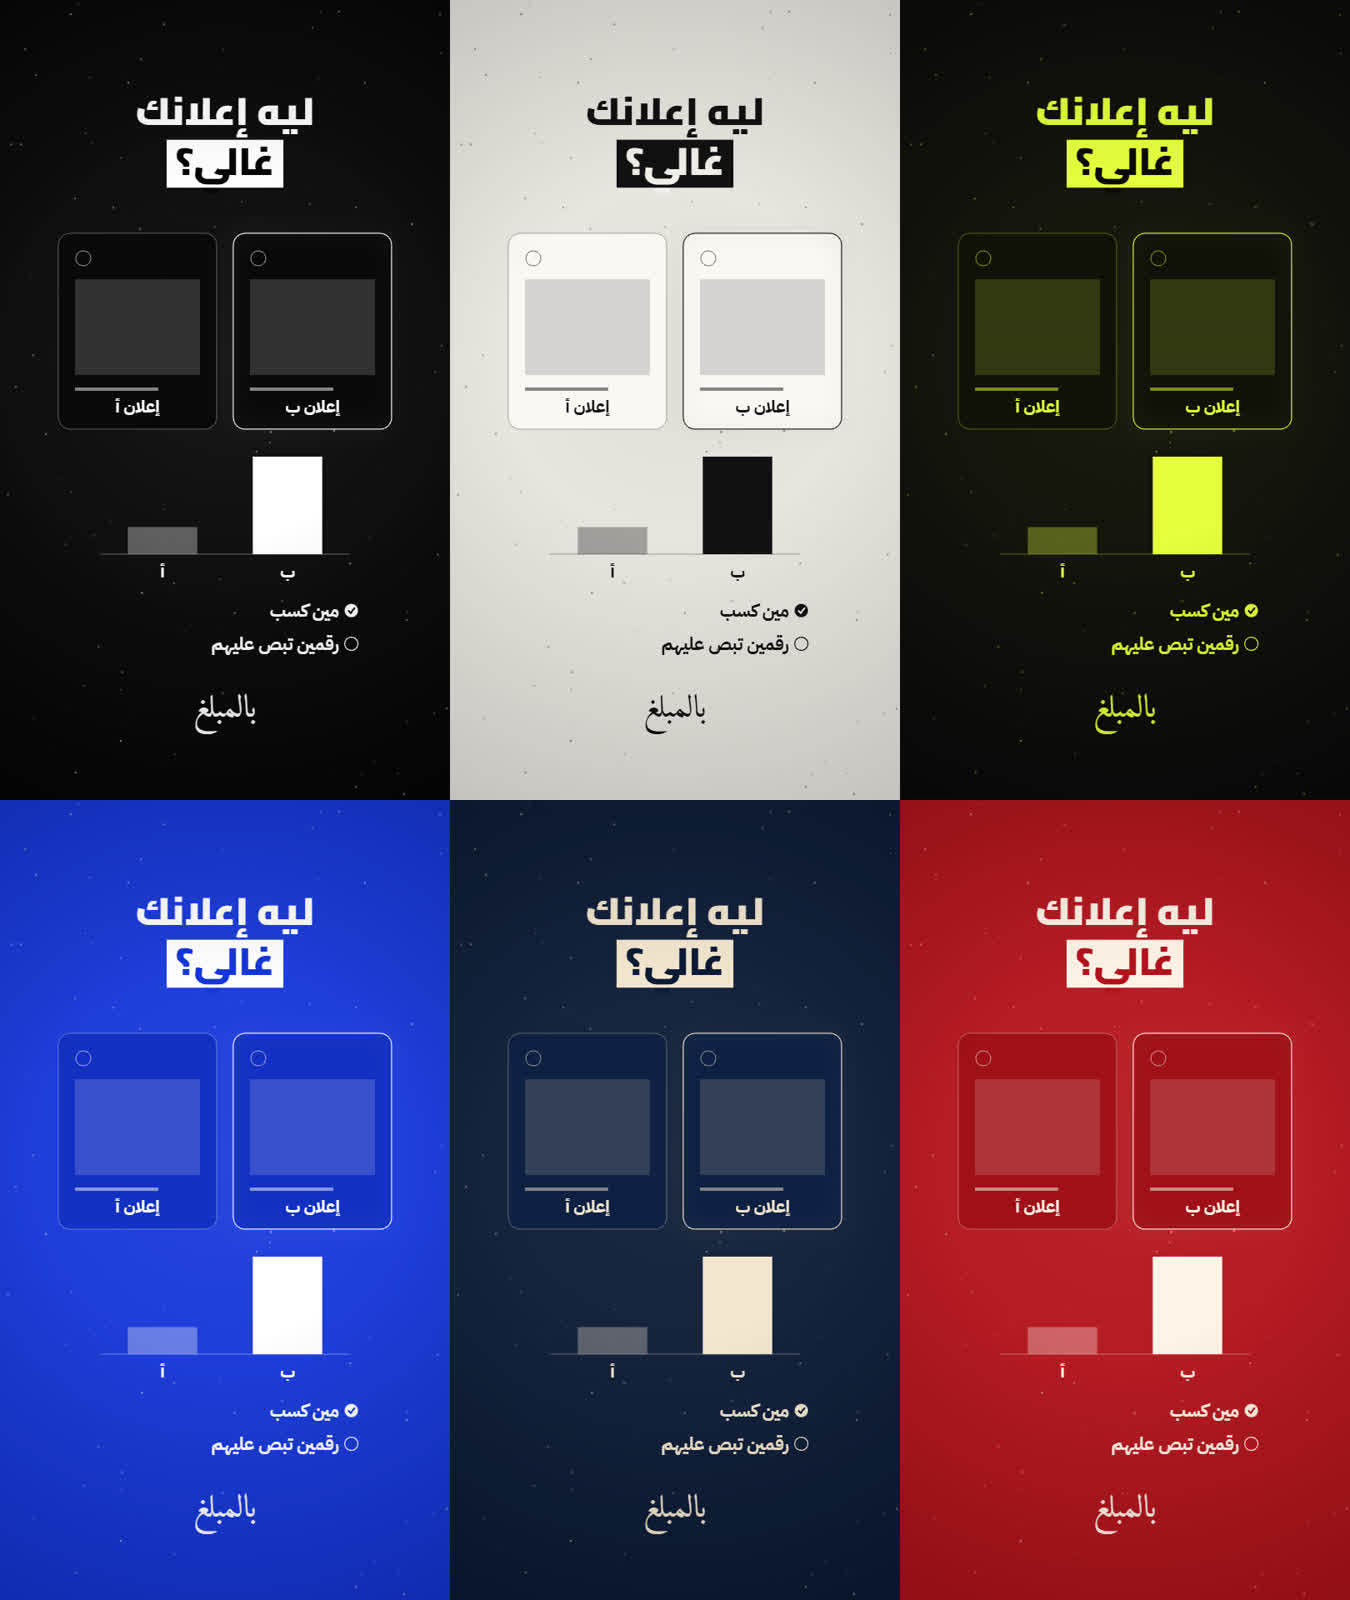 ليه إعلانك
غالي؟
إعلان ب
إعلان أ
ب
أ
مين كسب
رقمين تبص عليهم
بالمبلغ
ليه إعلانك
غالي؟
إعلان ب
إعلان أ
ب
أ
مين كسب
رقمين تبص عليهم
بالمبلغ
ليه إعلانك
غالي؟
إعلان ب
إعلان أ
ب
أ
مين كسب
رقمين تبص عليهم
بالمبلغ
ليه إعلانك
غالي؟
إعلان ب
إعلان أ
ب
أ
مين كسب
رقمين تبص عليهم
بالمبلغ
ليه إعلانك
غالي؟
إعلان ب
إعلان أ
ب
أ
مين كسب
رقمين تبص عليهم
بالمبلغ
ليه إعلانك
غالي؟
إعلان ب
إعلان أ
ب
أ
مين كسب
رقمين تبص عليهم
بالمبلغ